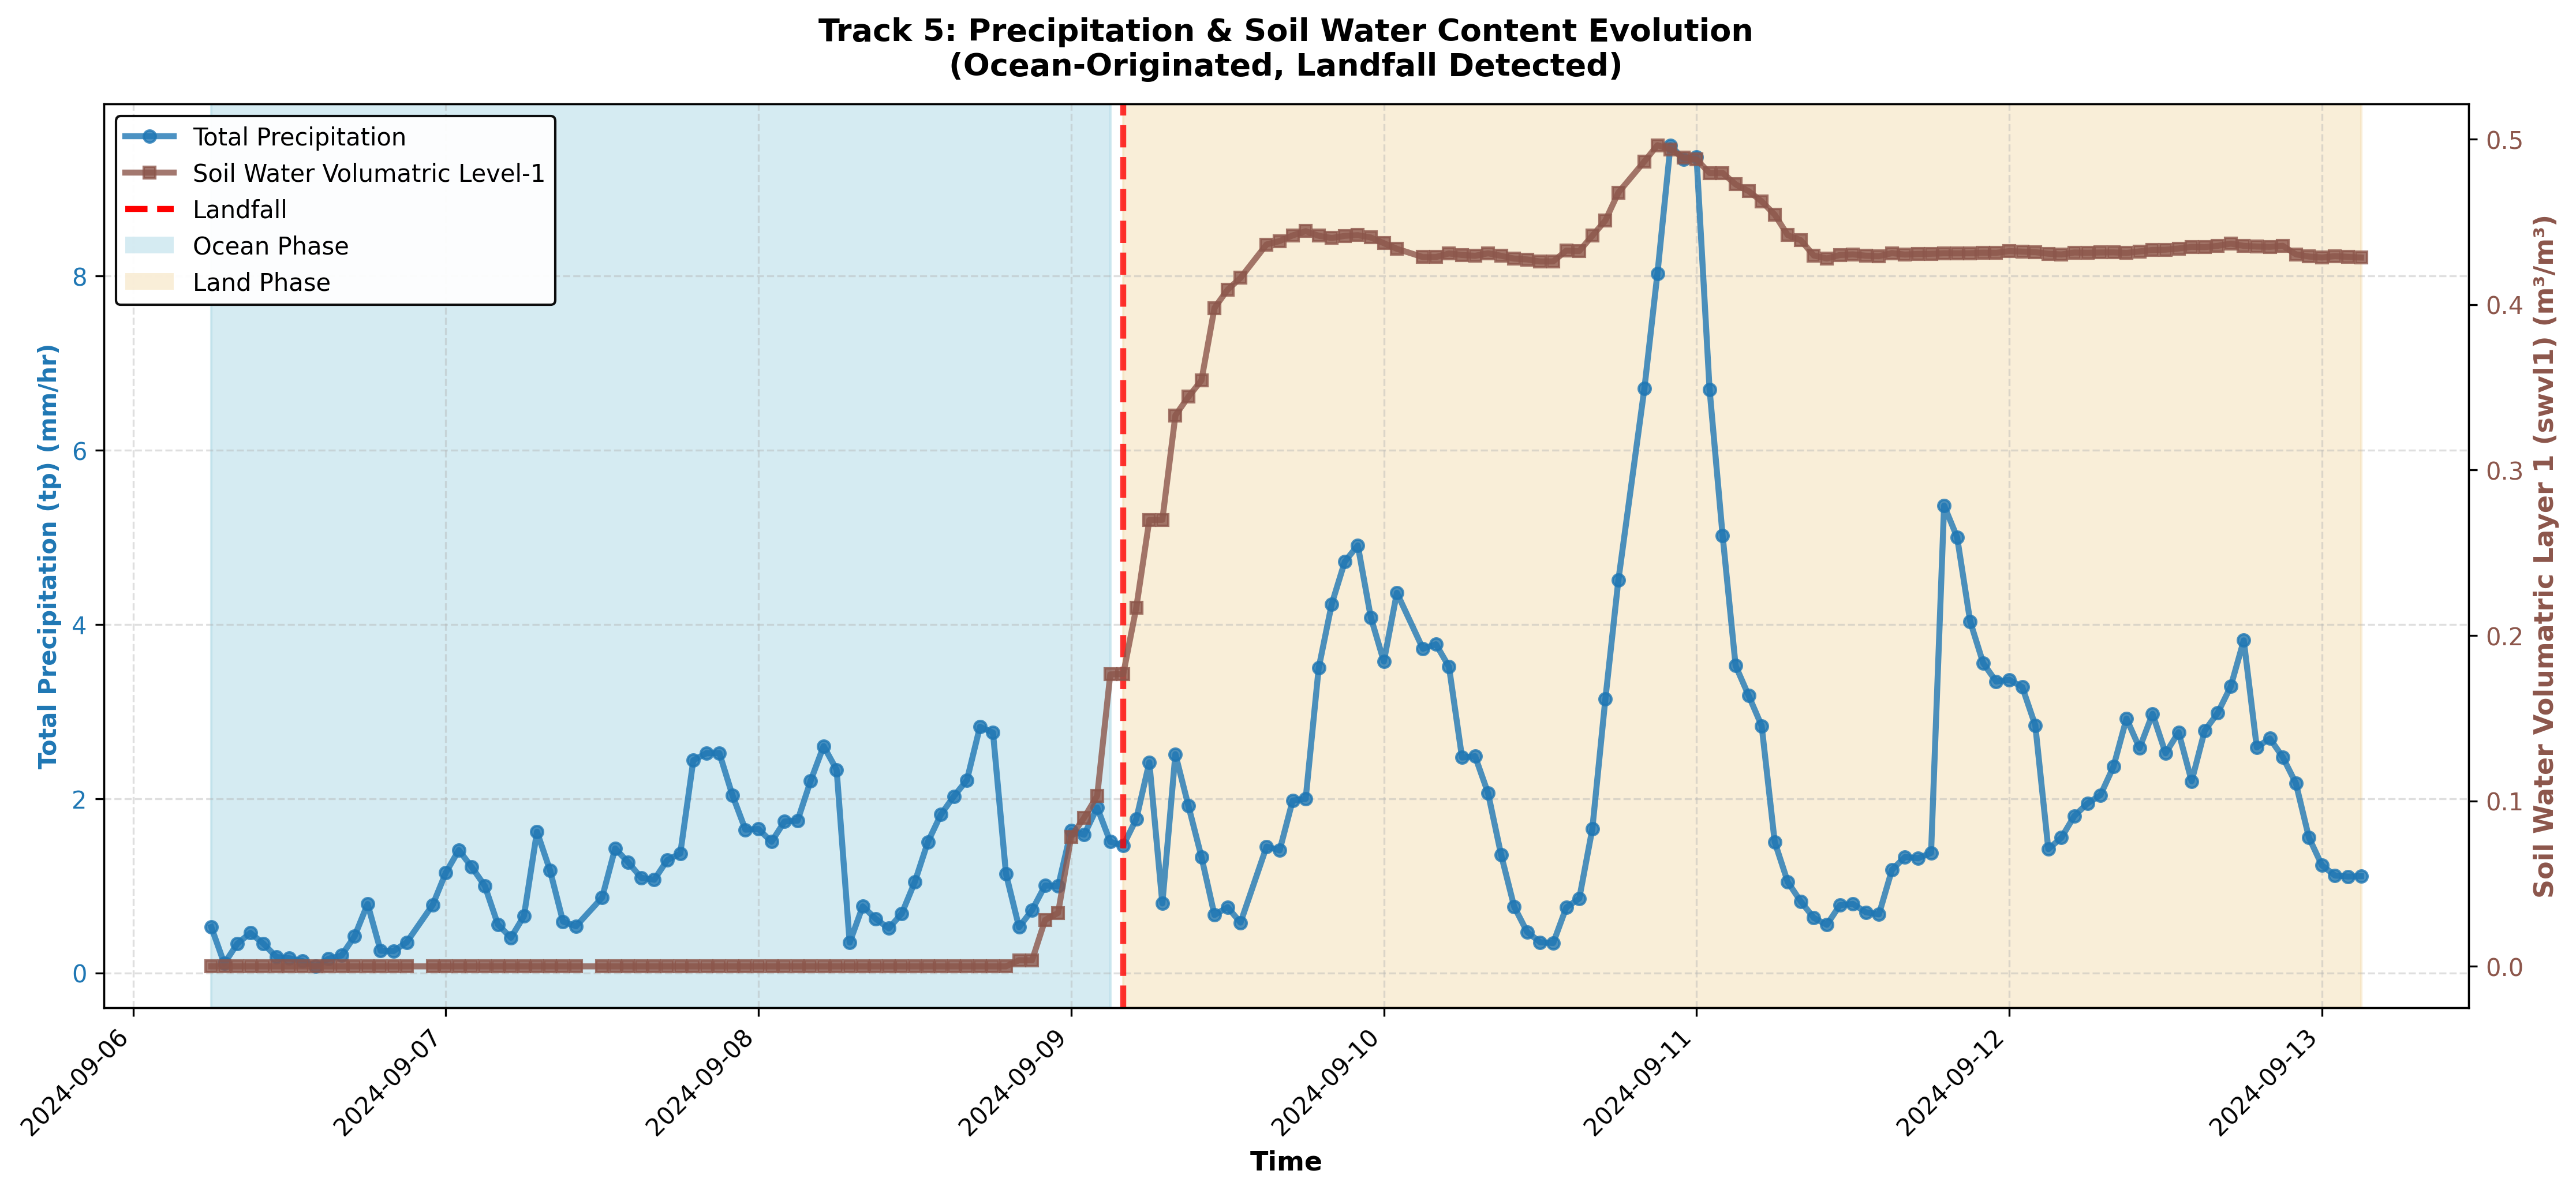 Track 5: Precipitation & Soil Water Content Evolution
(Ocean-Originated, Landfall Detected)
Total Precipitation
Soil Water Volumatric Level-1
Landfall
Ocean Phase
Land Phase
Total Precipitation (tp) (mm/hr)
8
6
4
2
0
0.5
0.4
0.3
0.2
0.1
0.0
Soil Water Volumatric Layer 1 (swvl1) (m³/m³)
2024-09-06
2024-09-07
2024-09-08
2024-09-09
2024-09-10
2024-09-11
2024-09-12
2024-09-13
Time